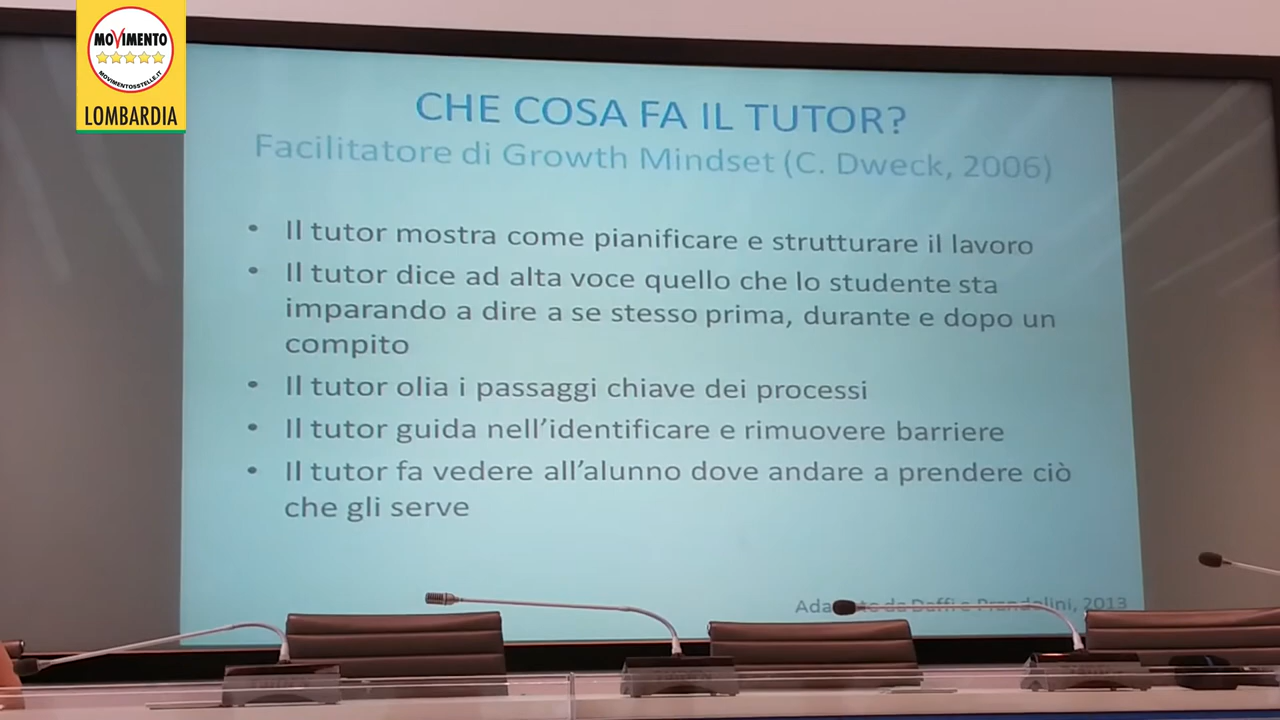 MOVIMENTO
MOVIMENTO5STELLE.IT
LOMBARDIA
CHE COSA FA IL TUTOR?
Facilitatore di Growth Mindset (C. Dweck, 2006)
• Il tutor mostra come pianificare e strutturare il lavoro
• Il tutor dice ad alta voce quello che lo studente sta
imparando a dire a se stesso prima, durante e dopo un
compito
• Il tutor olia i passaggi chiave dei processi
• Il tutor guida nell'identificare e rimuovere barriere
• Il tutor fa vedere all'alunno dove andare a prendere ciò
che gli serve
2013